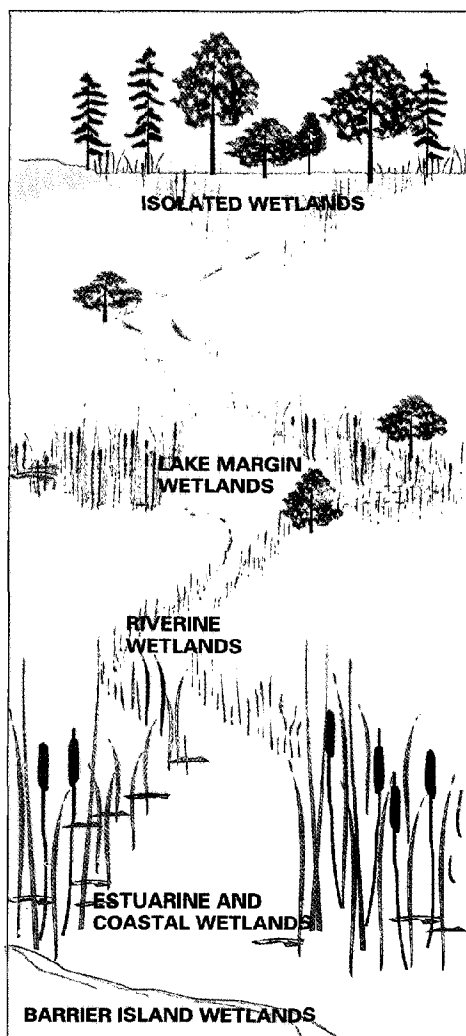 ISOLATED WETLANDS
LAKE MARGIN
WETLANDS
RIVERINE
WETLANDS
ESTUARINE AND
COASTAL WETLANDS
BARRIER ISLAND WETLANDS